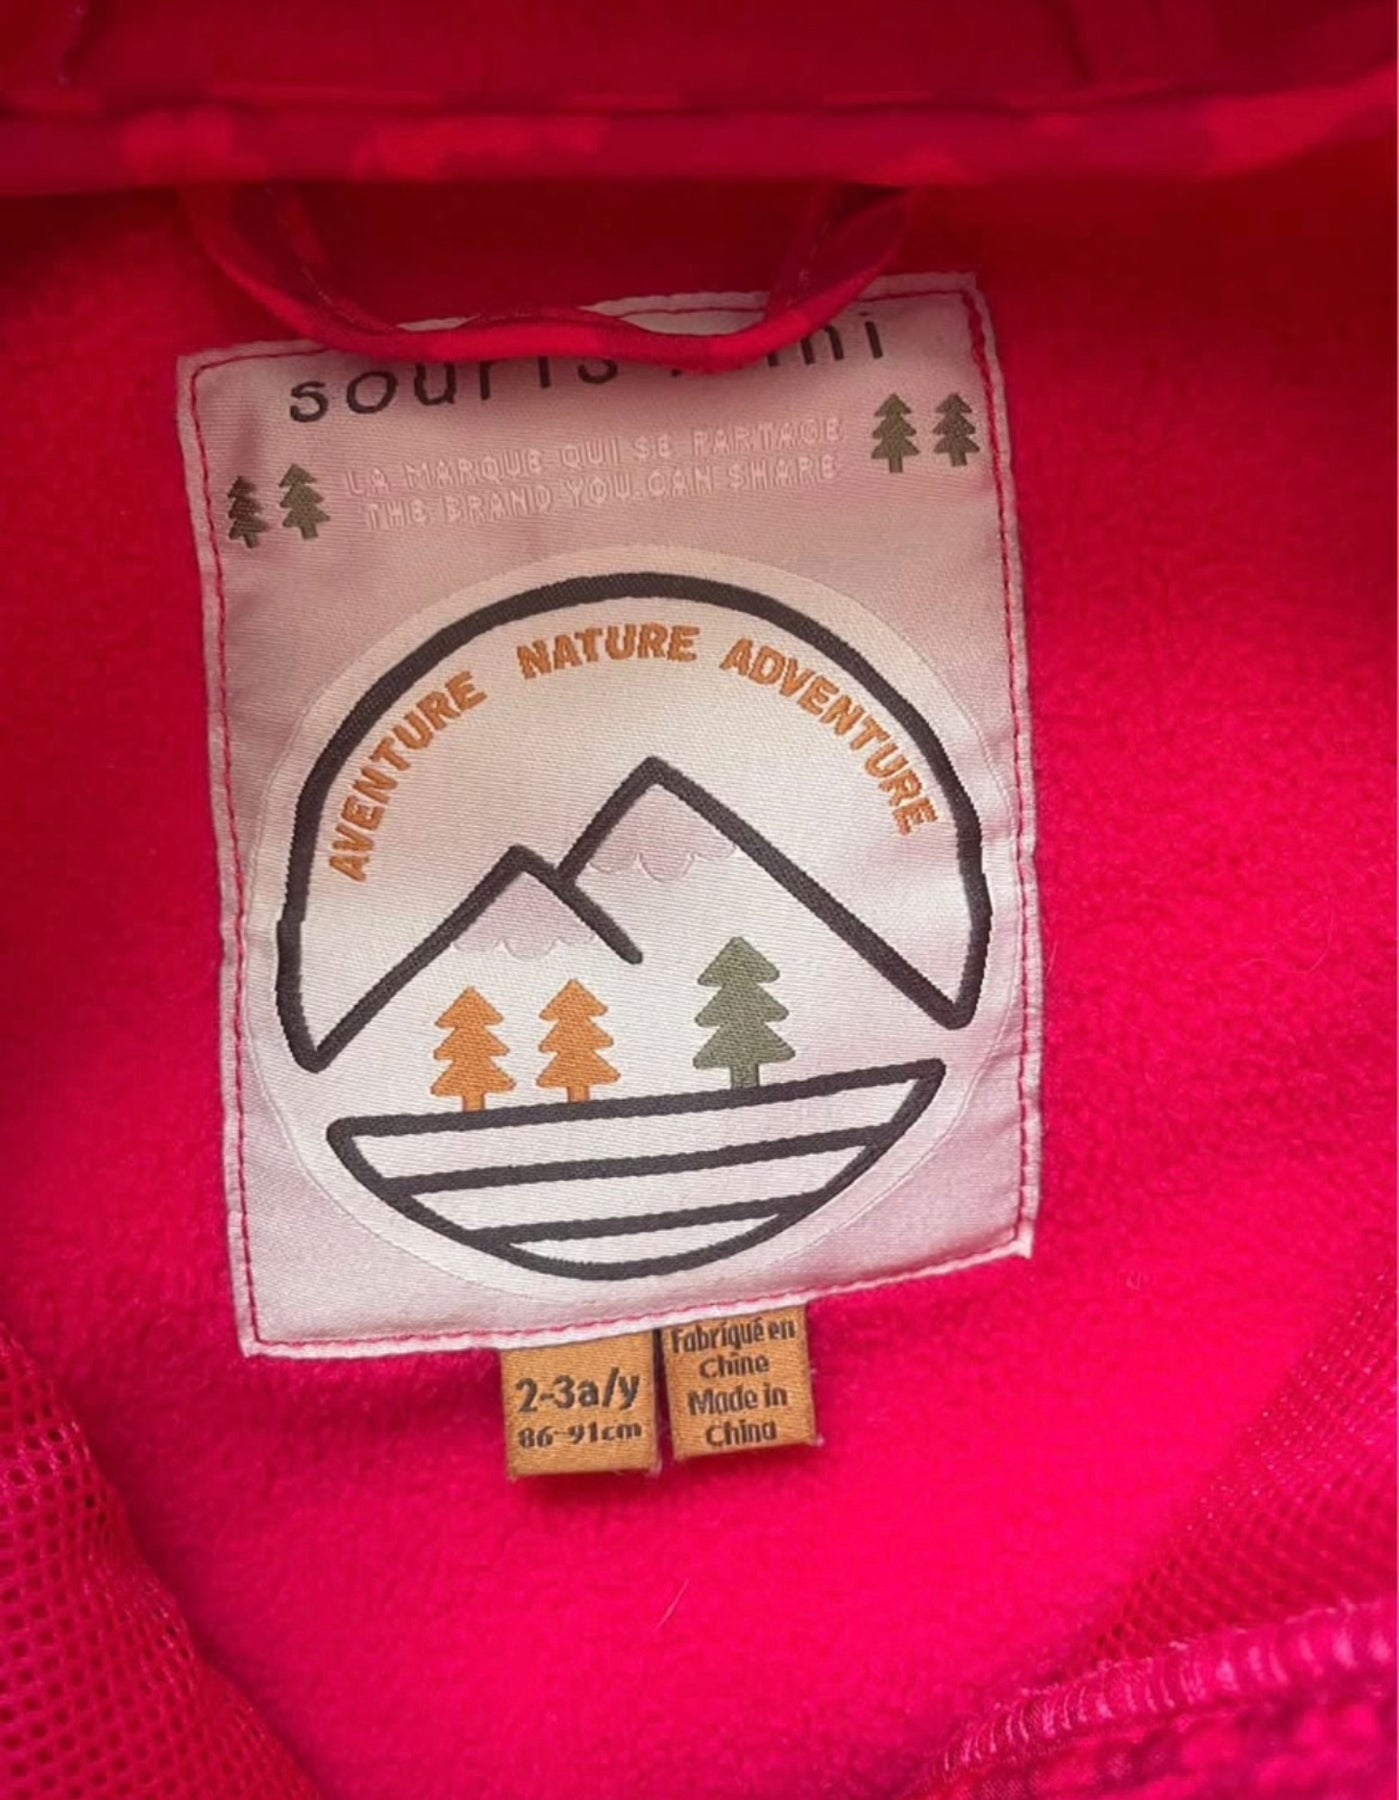 souris mini
LA MARQUE QUI SE PARTAGE
THE BRAND YOU CAN SHARE
AVENTURE NATURE ADVENTURE
2-3a/y
86-91cm
Fabriqué en
Chine
Made in
China